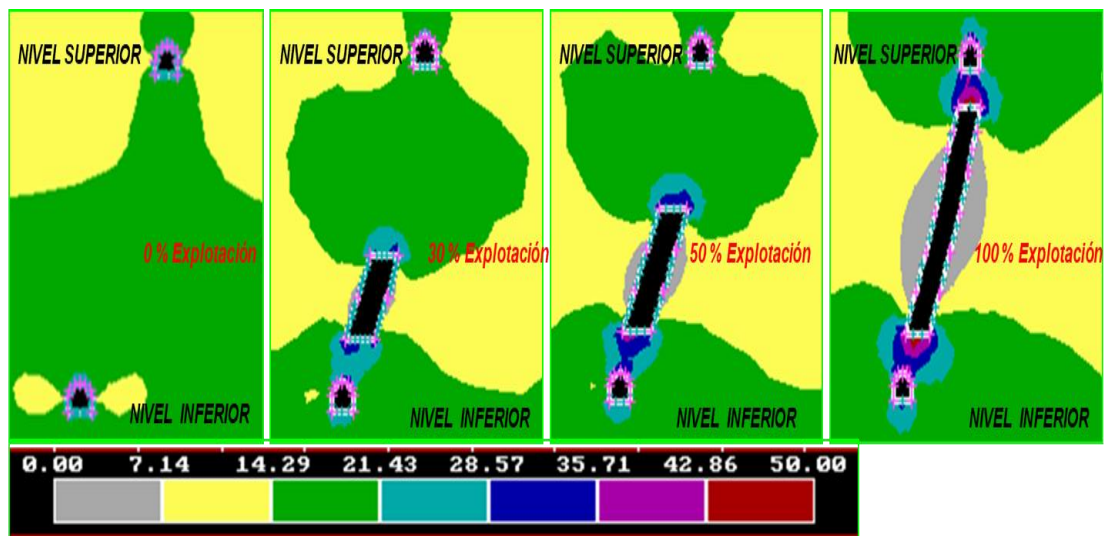 NIVEL SUPERIOR
0 % Explotación
NIVEL INFERIOR
NIVEL SUPERIOR
30 % Explotación
NIVEL INFERIOR
NIVEL SUPERIOR
50 % Explotación
NIVEL INFERIOR
NIVEL SUPERIOR
100 % Explotación
NIVEL INFERIOR
0.00 7.14 14.29 21.43 28.57 35.71 42.86 50.00